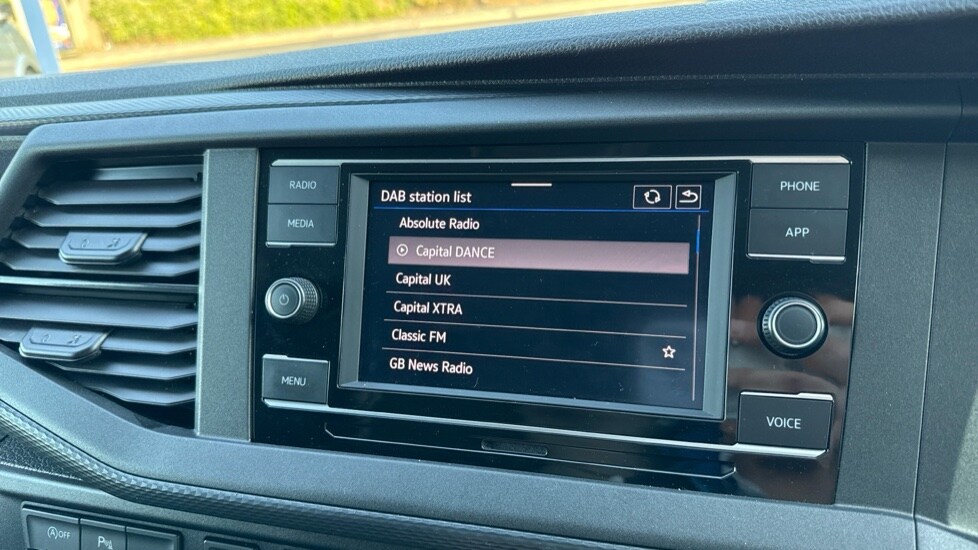 RADIO
MEDIA
MENU
DAB station list
Absolute Radio
Capital DANCE
Capital UK
Capital XTRA
Classic FM
GB News Radio
PHONE
APP
VOICE
A OFF
P